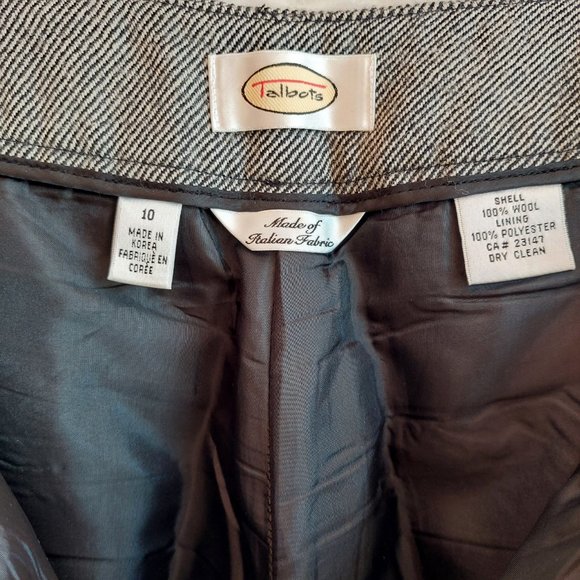 Talbots
10
MADE IN
KOREA
FABRIQUÉ EN
CORÉE
Made of
Italian Fabric
SHELL
100% WOOL
LINING
100% POLYESTER
CA# 23147
DRY CLEAN